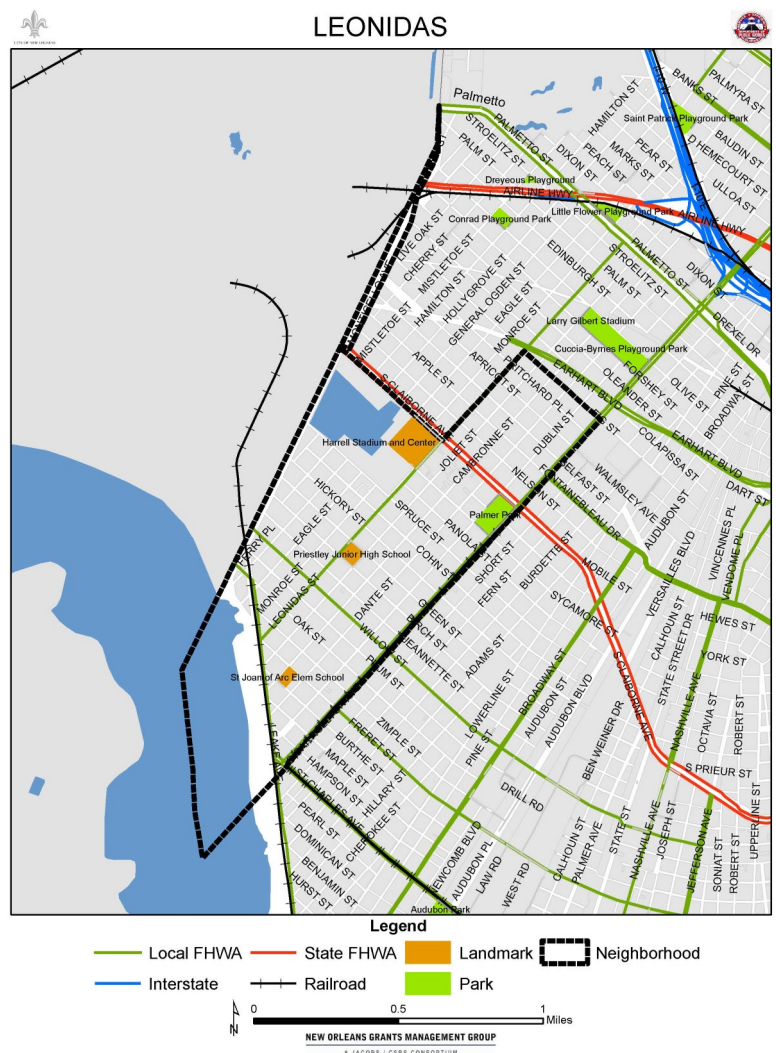 LEONIDAS
CITY OF NEW ORLEANS
Palmetto
STROELITZ ST
PALMETTO ST
PALM ST
DIXON ST
PEACH ST
MARKS ST
PEAR ST
HAMILTON ST
BANKS ST
PALMYRA ST
Saint Patrick Playground Park
BAUDIN ST
D HEMECOURT ST
ULLOA ST
I-10 E
Dreyeous Playground
AIRLINE HWY
Little Flower Playground Park
AIRLINE HWY
Conrad Playground Park
LIVE OAK ST
CHERRY ST
MISTLETOE ST
HAMILTON ST
HOLLYGROVE ST
GENERAL OGDEN ST
EAGLE ST
MONROE ST
EDINBURGH ST
STROELITZ ST
PALM ST
PALMETTO ST
DIXON ST
DREXEL DR
Larry Gilbert Stadium
Cuccia-Byrnes Playground Park
MISTLETOE ST
APPLE ST
APRICOT ST
PRITCHARD PL
EARHART BLVD
FORSHEY ST
OLEANDER ST
OLIVE ST
PINE ST
BROADWAY ST
S CLAIBORNE AVE
DUBLIN ST
FIG ST
COLAPISSA ST
EARHART BLVD
DART ST
Harrell Stadium and Center
JOLIET ST
CAMBRONNE ST
NELSON ST
BELFAST ST
FONTAINEBLEAU DR
WALMSLEY AVE
AUDUBON ST
HICKORY ST
EAGLE ST
SPRUCE ST
PANOLA ST
Palmer Park
VERSAILLES BLVD
VINCENNES PL
VENDOME PL
Priestley Junior High School
COHN ST
SHORT ST
FERN ST
BURDETTE ST
MOBILE ST
MONROE ST
LEONIDAS ST
DANTE ST
GREEN ST
BIRCH ST
SYCAMORE ST
CALHOUN ST
STATE STREET DR
HEWES ST
YORK ST
OAK ST
WILLOW ST
JEANNETTE ST
ADAMS ST
S CLAIBORNE AVE
St Joan of Arc Elem School
PLUM ST
LOWERLINE ST
BROADWAY ST
AUDUBON ST
AUDUBON BLVD
BEN WEINER DR
NASHVILLE AVE
OCTAVIA ST
ROBERT ST
FRERET ST
ZIMPLE ST
PINE ST
S PRIEUR ST
BURTHE ST
MAPLE ST
HAMPSON ST
HILLARY ST
ST CHARLES AVE
CHEROKEE ST
DRILL RD
PEARL ST
DOMINICAN ST
BENJAMIN ST
HURST ST
NEWCOMB BLVD
AUDUBON PL
LAW RD
WEST RD
CALHOUN ST
PALMER AVE
STATE ST
NASHVILLE AVE
JOSEPH ST
JEFFERSON AVE
SONIAT ST
ROBERT ST
UPPERLINE ST
Audubon Park
Legend
Local FHWA
State FHWA
Landmark
Neighborhood
Interstate
Railroad
Park
N
0 0.5 1
Miles
NEW ORLEANS GRANTS MANAGEMENT GROUP
A JACOBS / CSRS CONSORTIUM